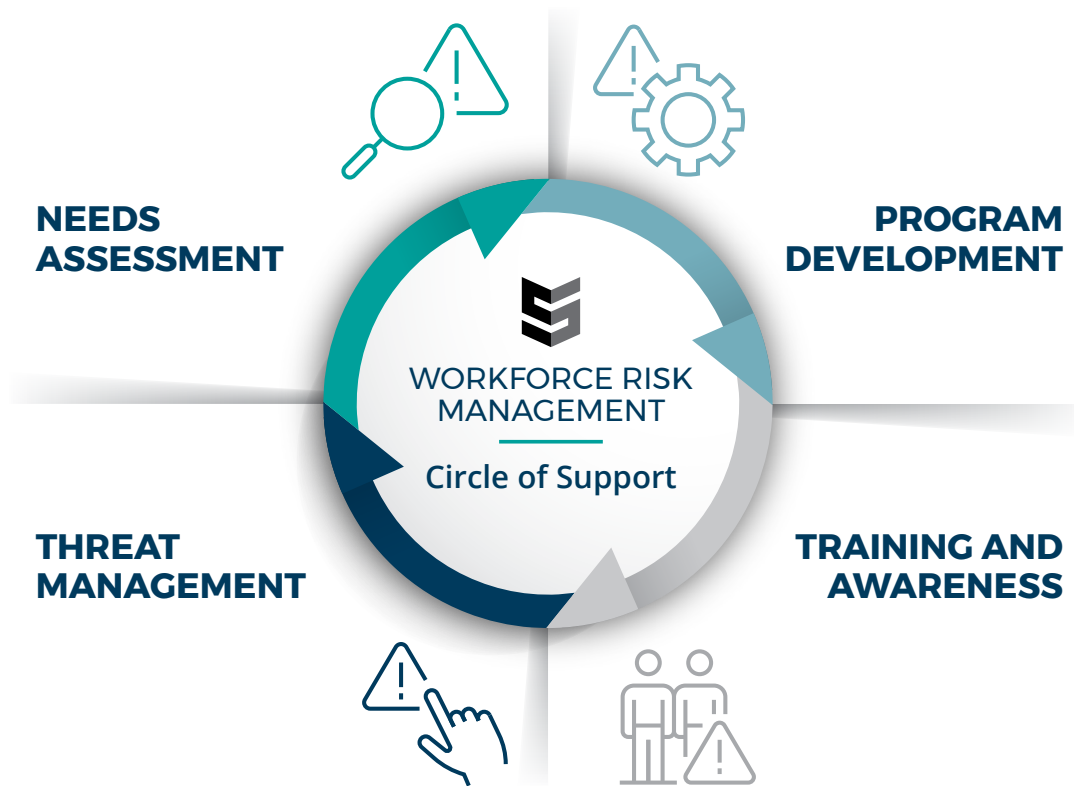 NEEDS
ASSESSMENT
PROGRAM
DEVELOPMENT
WORKFORCE RISK
MANAGEMENT
Circle of Support
THREAT
MANAGEMENT
TRAINING AND
AWARENESS